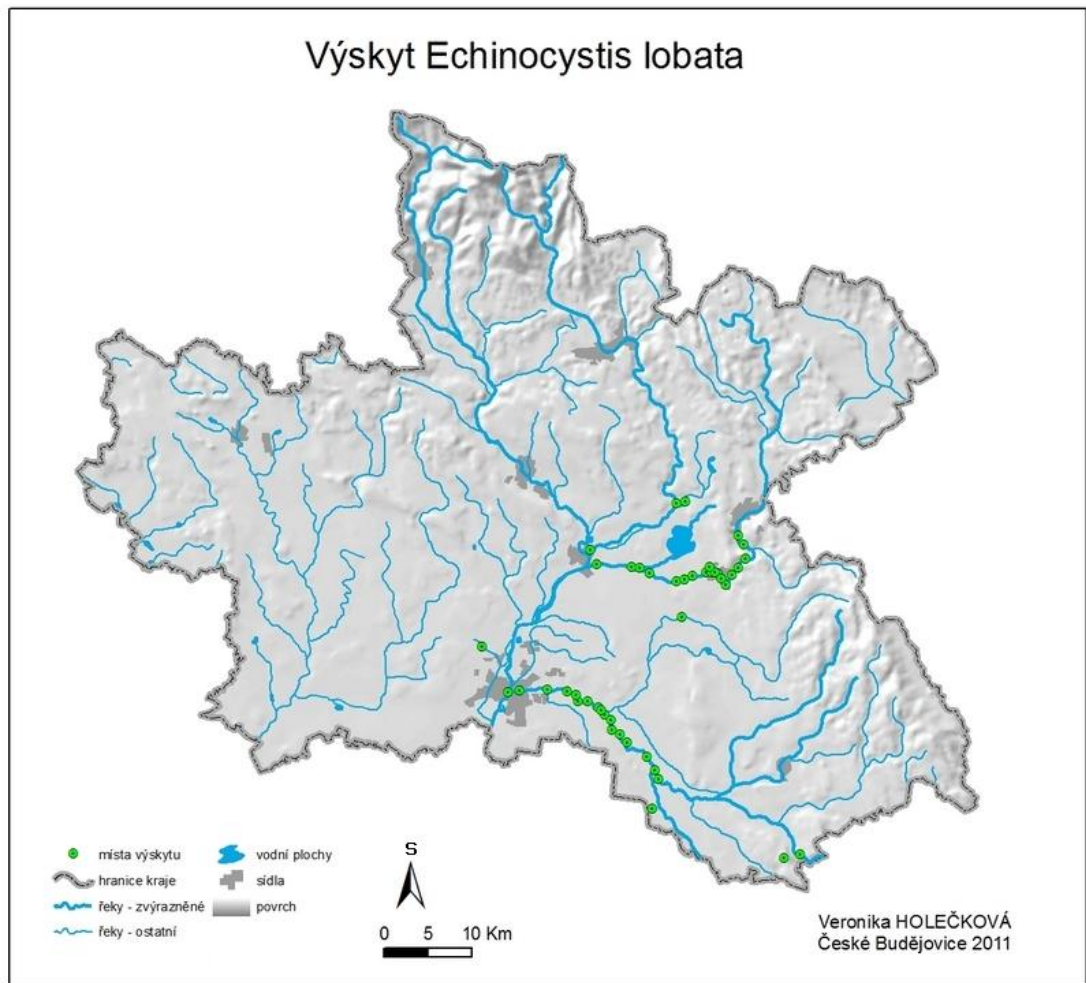 Výskyt Echinocystis lobata
místa výskytu
hranice kraje
řeky - zvýrazněné
řeky - ostatní
vodní plochy
sídla
povrch
S
0 5 10 Km
Veronika HOLEČKOVÁ
České Budějovice 2011